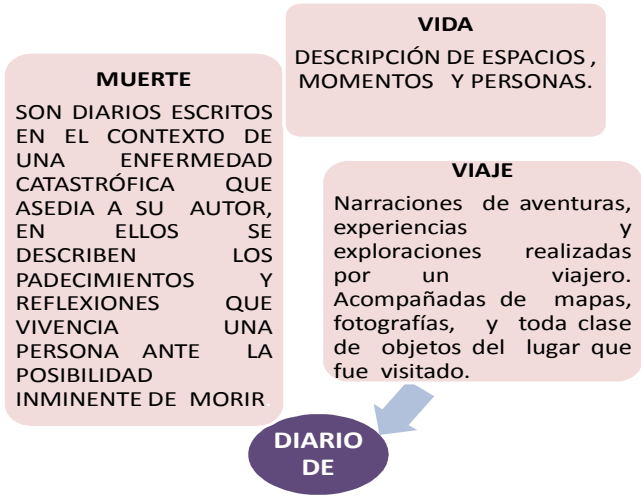 VIDA
DESCRIPCIÓN DE ESPACIOS ,
MOMENTOS Y PERSONAS.
MUERTE
SON DIARIOS ESCRITOS
EN EL CONTEXTO DE
UNA ENFERMEDAD
CATASTRÓFICA QUE
ASEDIA A SU AUTOR,
EN ELLOS SE
DESCRIBEN LOS
PADECIMIENTOS Y
REFLEXIONES QUE
VIVENCIA UNA
PERSONA ANTE LA
POSIBILIDAD
INMINENTE DE MORIR.
VIAJE
Narraciones de aventuras,
experiencias y
exploraciones realizadas
por un viajero.
Acompañadas de mapas,
fotografías, y toda clase
de objetos del lugar que
fue visitado.
DIARIO
DE